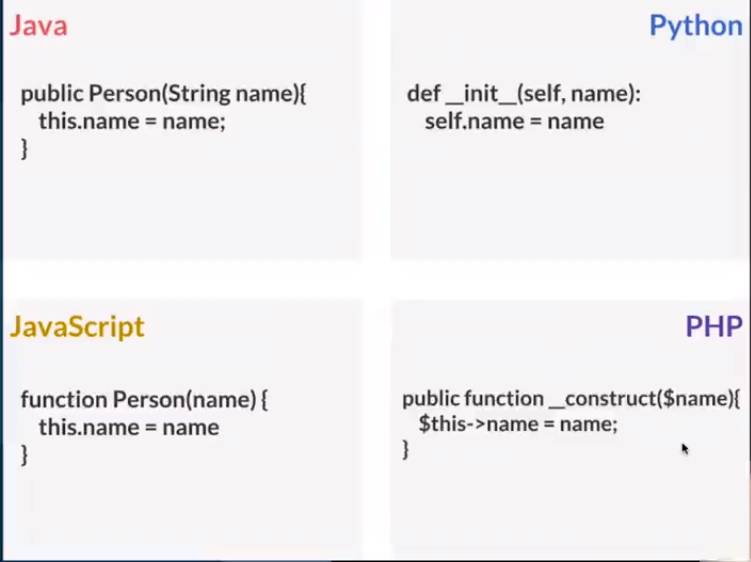 Java
public Person(String name){
this.name = name;
}
Python
def __init__(self, name):
self.name = name
JavaScript
function Person(name) {
this.name = name
}
PHP
public function __construct($name){
$this->name = name;
}